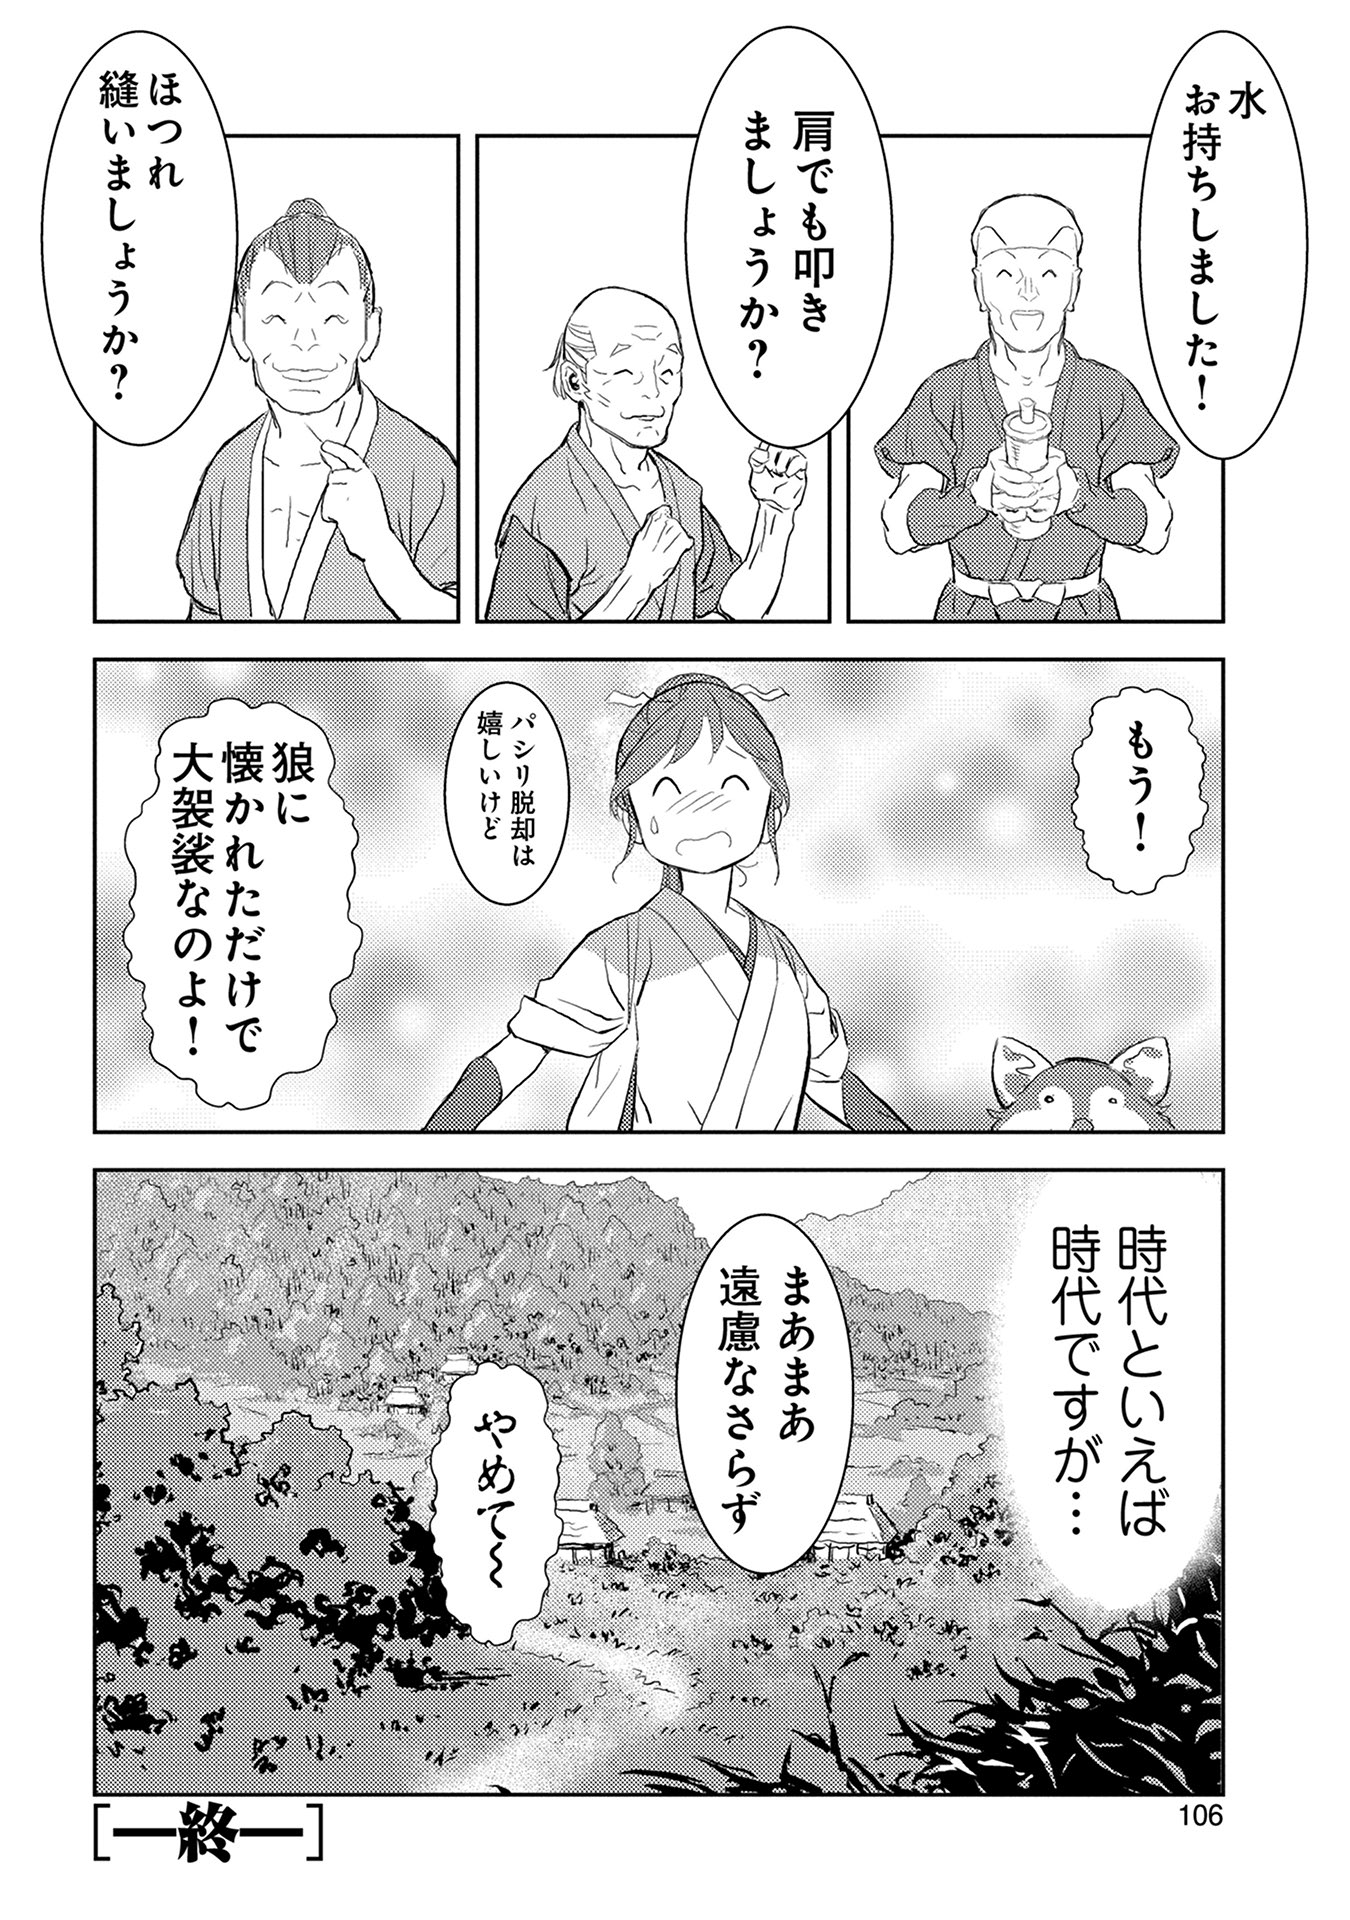 水
お持ちしました！
肩でも叩き
ましょうか？
ほつれ
縫いましょうか？
もう！
パシリ脱却は
嬉しいけど
狼に
懐かれただけで
大袈裟なのよ！
時代といえば
時代ですが…
まあまあ
遠慮なさらず
やめて〜
106
［━終━］